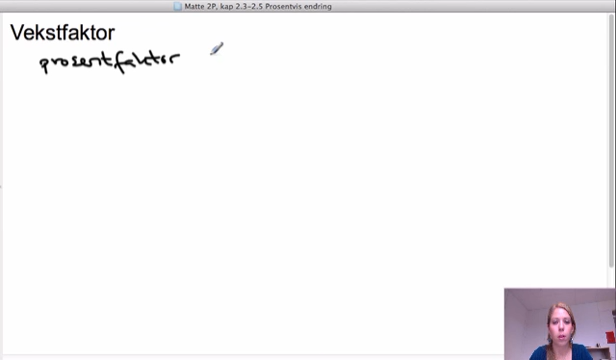 Matte 2P, kap 2.3-2.5 Prosentvis endring
Vekstfaktor
prosentfaktor